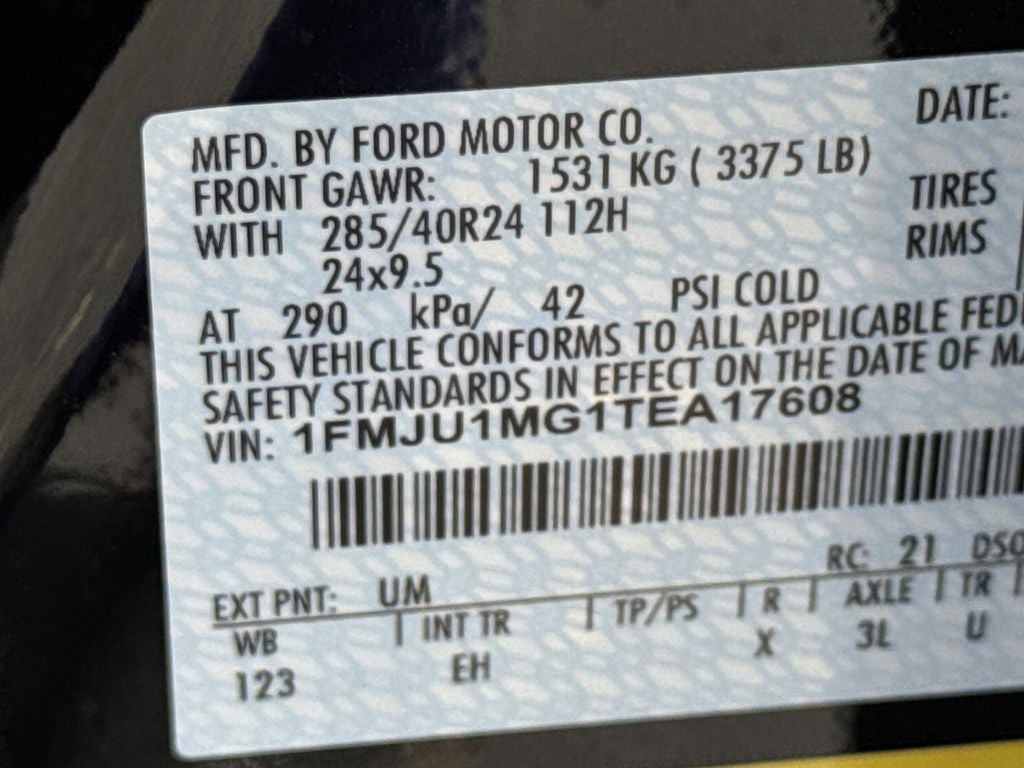 MFD. BY FORD MOTOR CO. DATE:
FRONT GAWR: 1531 KG ( 3375 LB)
WITH 285/40R24 112H TIRES
24x9.5 RIMS
AT 290 kPa/ 42 PSI COLD
THIS VEHICLE CONFORMS TO ALL APPLICABLE FED
SAFETY STANDARDS IN EFFECT ON THE DATE OF MA
VIN: 1FMJU1MG1TEA17608
RC: 21 DSO
EXT PNT: UM
WB INT TR TP/PS R AXLE TR
123 EH X 3L U